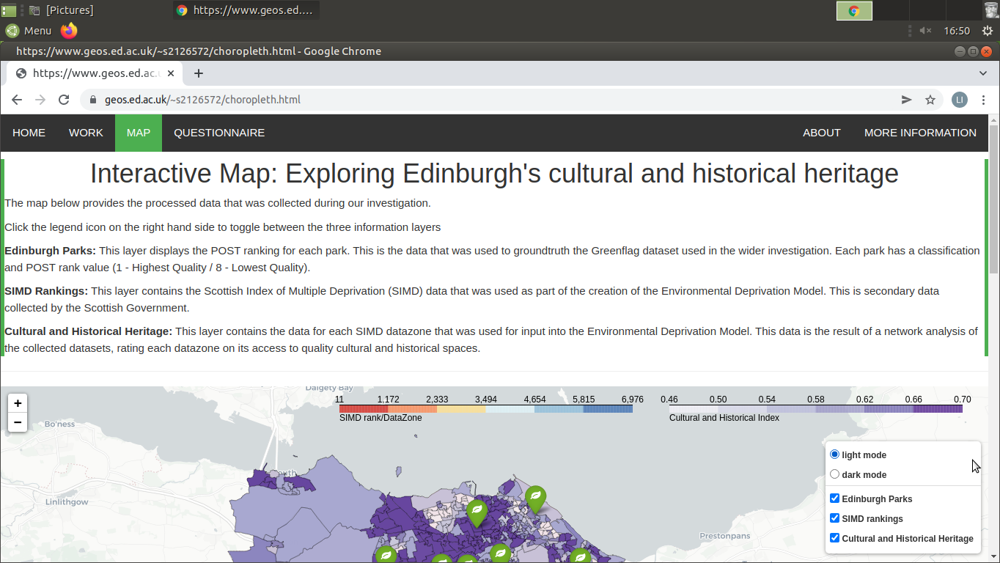 [Pictures] https://www.geos.ed.…
Menu 16:50
https://www.geos.ed.ac.uk/~s2126572/choropleth.html - Google Chrome
https://www.geos.ed.ac.u
geos.ed.ac.uk/~s2126572/choropleth.html LI
HOME WORK MAP QUESTIONNAIRE ABOUT MORE INFORMATION
Interactive Map: Exploring Edinburgh's cultural and historical heritage
The map below provides the processed data that was collected during our investigation.
Click the legend icon on the right hand side to toggle between the three information layers
Edinburgh Parks: This layer displays the POST ranking for each park. This is the data that was used to groundtruth the Greenflag dataset used in the wider investigation. Each park has a classification
and POST rank value (1 - Highest Quality / 8 - Lowest Quality).
SIMD Rankings: This layer contains the Scottish Index of Multiple Deprivation (SIMD) data that was used as part of the creation of the Environmental Deprivation Model. This is secondary data
collected by the Scottish Government.
Cultural and Historical Heritage: This layer contains the data for each SIMD datazone that was used for input into the Environmental Deprivation Model. This data is the result of a network analysis of
the collected datasets, rating each datazone on its access to quality cultural and historical spaces.
Dalgety Bay
+
−
11 1,172 2,333 3,494 4,654 5,815 6,976
SIMD rank/DataZone
0.46 0.50 0.54 0.58 0.62 0.66 0.70
Cultural and Historical Index
Bo'ness
light mode
dark mode
Edinburgh Parks
SIMD rankings
Cultural and Historical Heritage
Linlithgow
Prestonpans